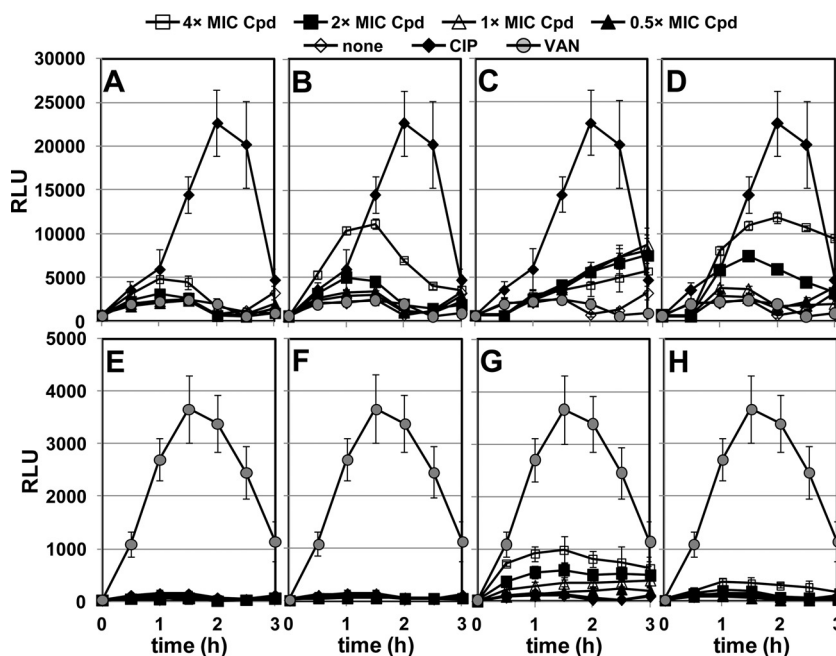 4× MIC Cpd 2× MIC Cpd 1× MIC Cpd 0.5× MIC Cpd
none CIP VAN
30000
25000
20000
15000
10000
5000
0
RLU
A B C D
5000
4000
3000
2000
1000
0
RLU
E F G H
0 1 2 3 0 1 2 3 0 1 2 3 0 1 2 3
time (h) time (h) time (h) time (h)